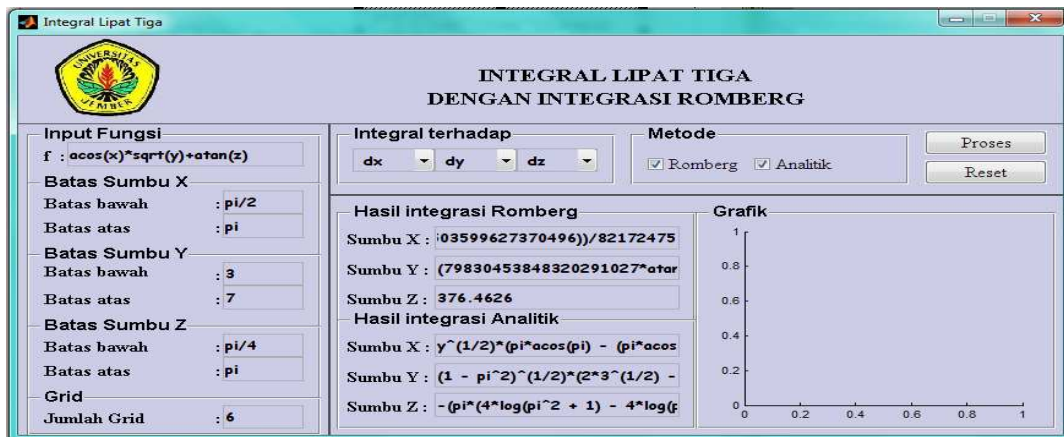 Integral Lipat Tiga
UNIVERSITAS
JEMBER
INTEGRAL LIPAT TIGA
DENGAN INTEGRASI ROMBERG
Input Fungsi
f : acos(x)*sqrt(y)+atan(z)
Batas Sumbu X
Batas bawah : pi/2
Batas atas : pi
Batas Sumbu Y
Batas bawah : 3
Batas atas : 7
Batas Sumbu Z
Batas bawah : pi/4
Batas atas : pi
Grid
Jumlah Grid : 6
Integral terhadap
dx dy dz
Metode
Romberg Analitik
Proses
Reset
Hasil integrasi Romberg
Sumbu X : 03599627370496))/82172475
Sumbu Y : (79830453848320291027*atar
Sumbu Z : 376.4626
Hasil integrasi Analitik
Sumbu X : y^(1/2)*(pi*acos(pi) - (pi*acos
Sumbu Y : (1 - pi^2)^(1/2)*(2*3^(1/2) -
Sumbu Z : -(pi*(4*log(pi^2 + 1) - 4*log(p
Grafik
1
0.8
0.6
0.4
0.2
0
0 0.2 0.4 0.6 0.8 1